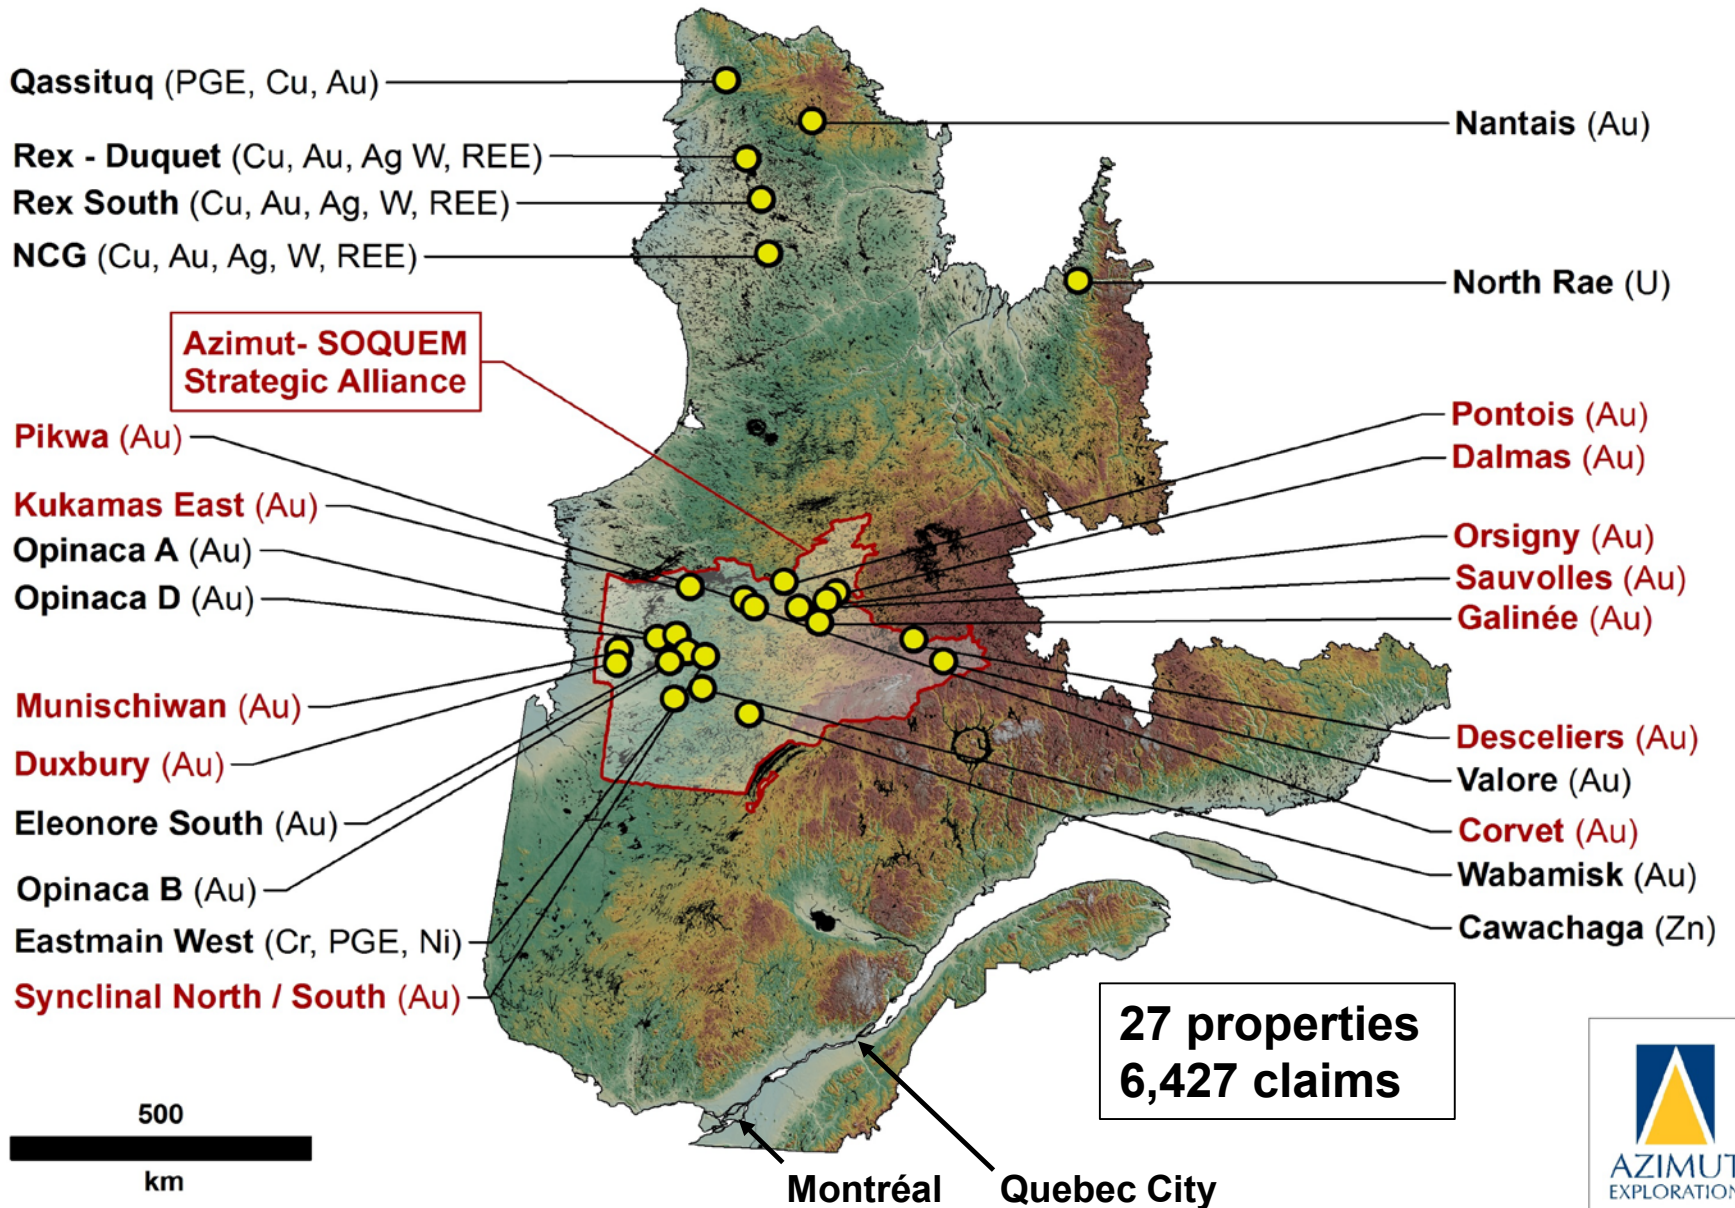 Qassituq (PGE, Cu, Au)
Rex - Duquet (Cu, Au, Ag W, REE)
Rex South (Cu, Au, Ag, W, REE)
NCG (Cu, Au, Ag, W, REE)
Azimut- SOQUEM
Strategic Alliance
Pikwa (Au)
Kukamas East (Au)
Opinaca A (Au)
Opinaca D (Au)
Munischiwan (Au)
Duxbury (Au)
Eleonore South (Au)
Opinaca B (Au)
Eastmain West (Cr, PGE, Ni)
Synclinal North / South (Au)
Nantais (Au)
North Rae (U)
Pontois (Au)
Dalmas (Au)
Orsigny (Au)
Sauvolles (Au)
Galinée (Au)
Desceliers (Au)
Valore (Au)
Corvet (Au)
Wabamisk (Au)
Cawachaga (Zn)
27 properties
6,427 claims
500
km
Montréal
Quebec City
AZIMUT
EXPLORATION